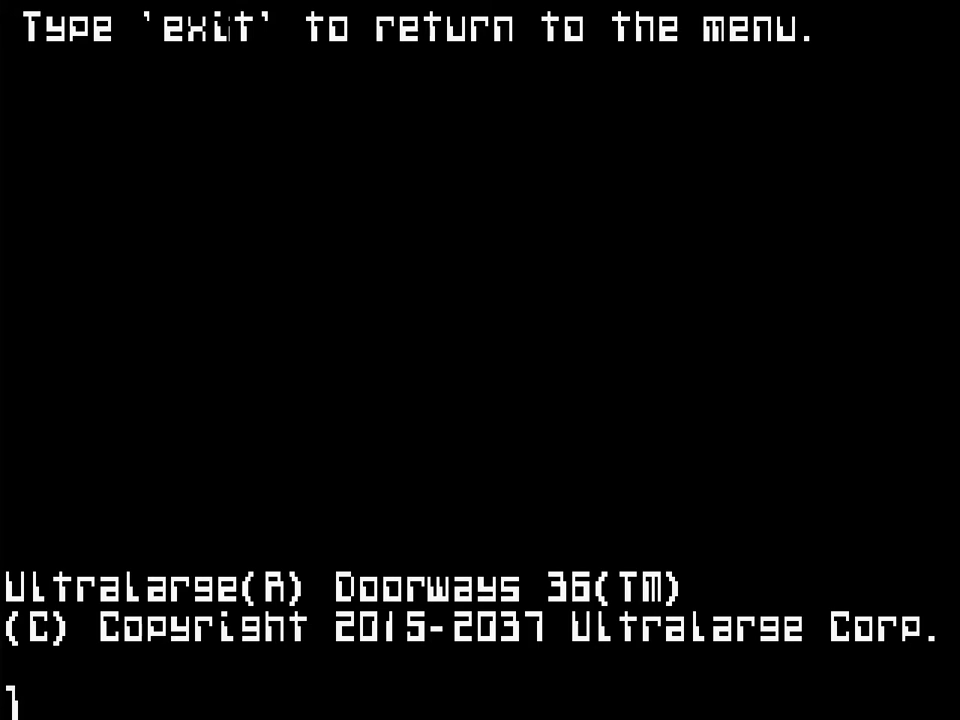 Type 'exit' to return to the menu.
Ultralarge(R) Doorways 36(TM)
(C) Copyright 2015-2037 Ultralarge Corp.
]